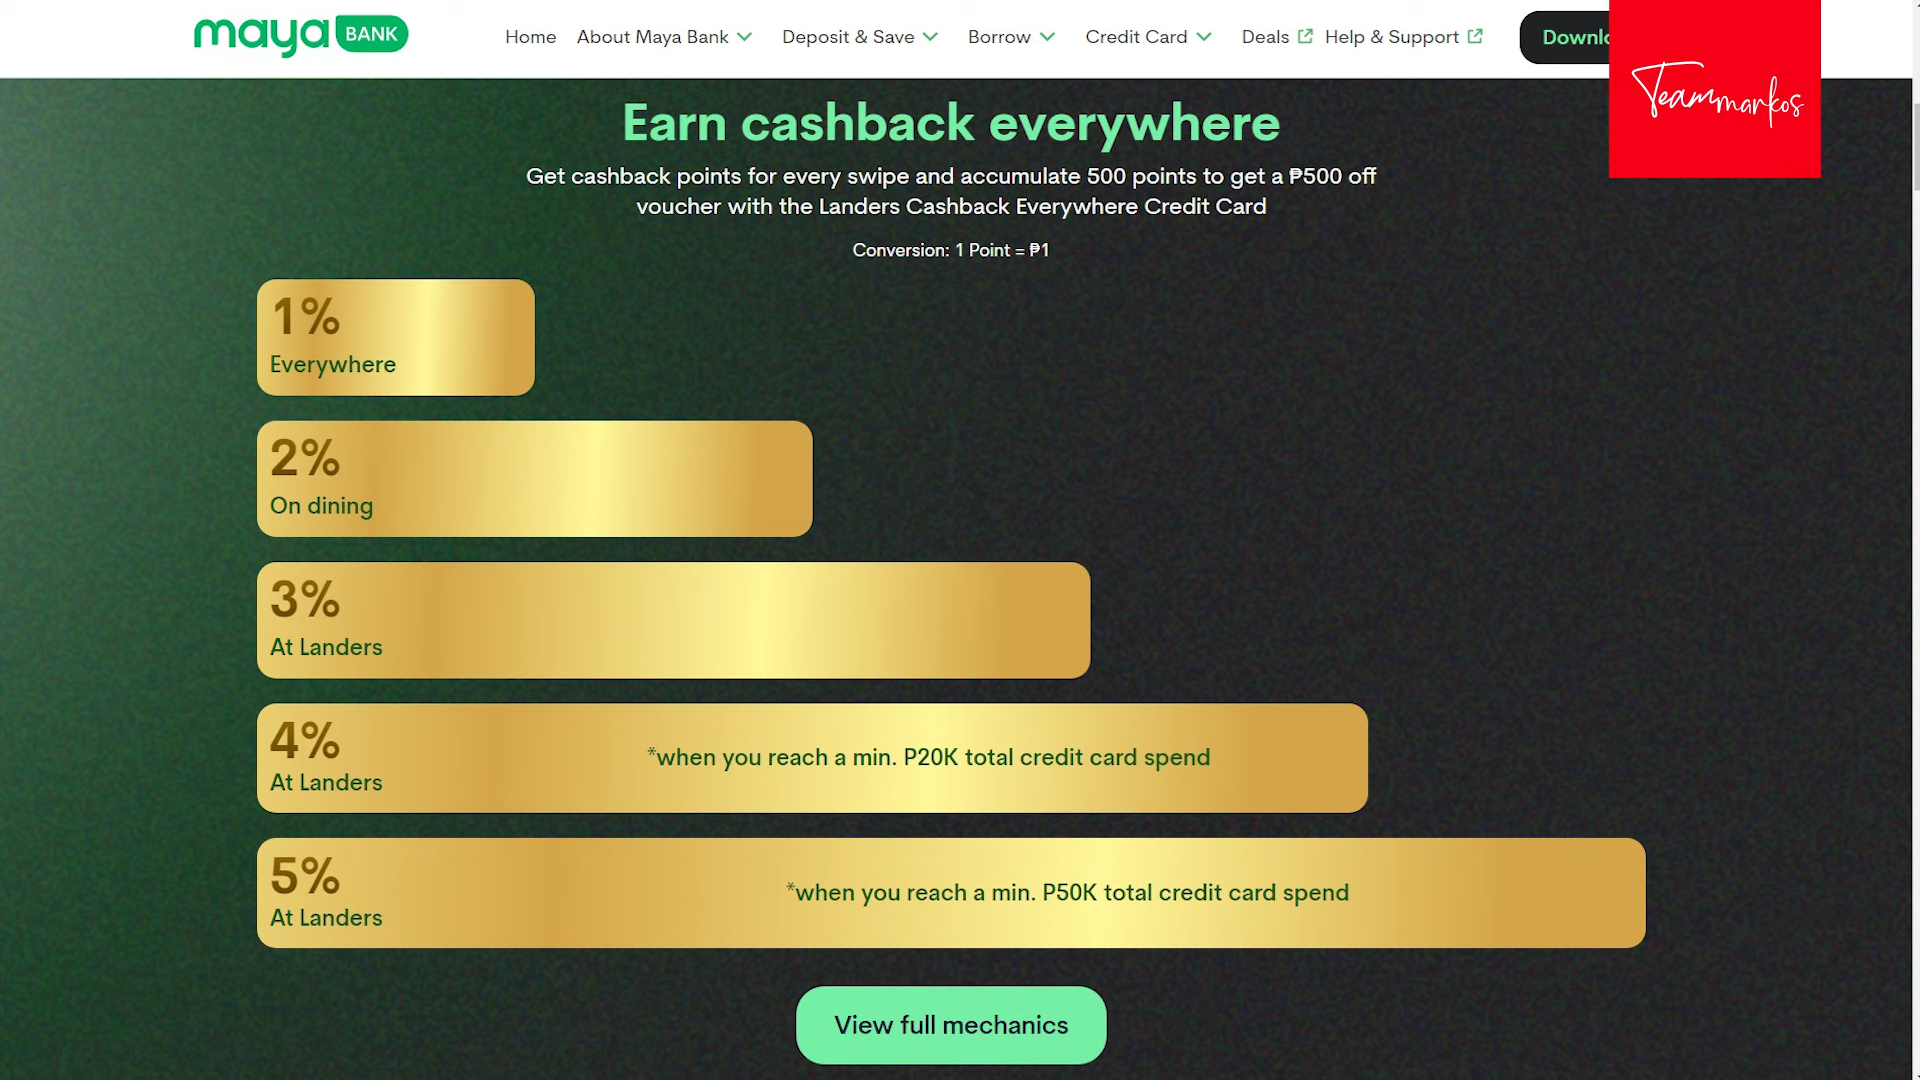 maya BANK
Home About Maya Bank Deposit & Save Borrow Credit Card Deals Help & Support
Teammarkos
Earn cashback everywhere
Get cashback points for every swipe and accumulate 500 points to get a ₱500 off
voucher with the Landers Cashback Everywhere Credit Card
Conversion: 1 Point = ₱1
1%
Everywhere
2%
On dining
3%
At Landers
4%
At Landers
*when you reach a min. P20K total credit card spend
5%
At Landers
*when you reach a min. P50K total credit card spend
View full mechanics